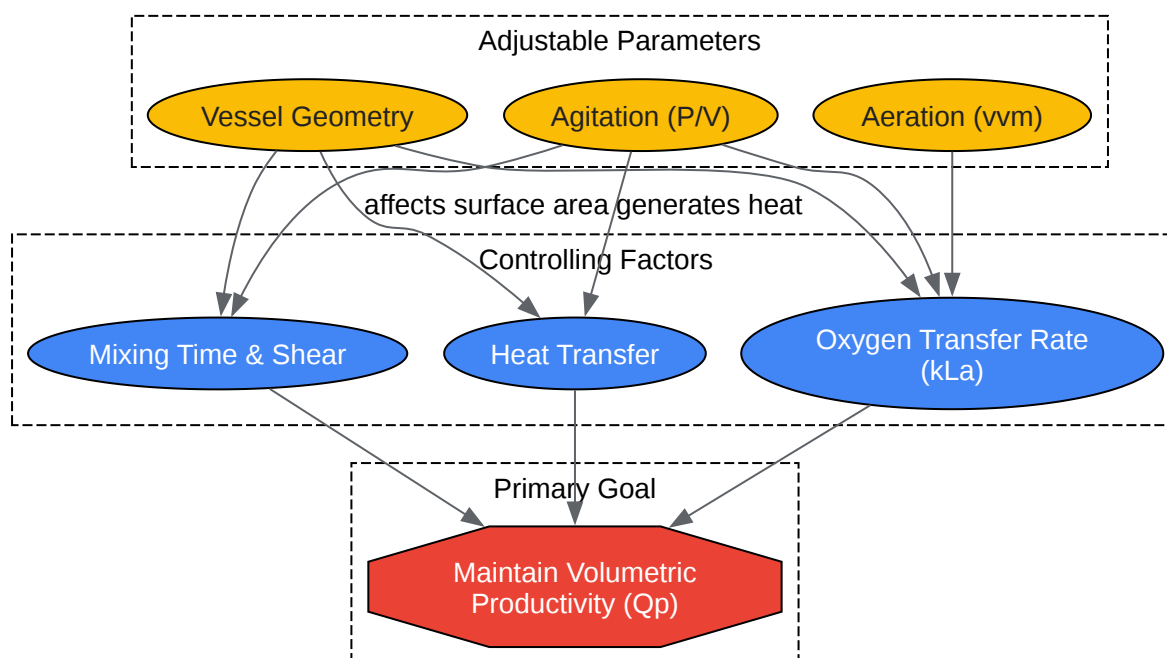 Adjustable Parameters
Vessel Geometry
Agitation (P/V)
Aeration (vvm)
affects surface area
generates heat
Controlling Factors
Mixing Time & Shear
Heat Transfer
Oxygen Transfer Rate
(kLa)
Primary Goal
Maintain Volumetric
Productivity (Qp)